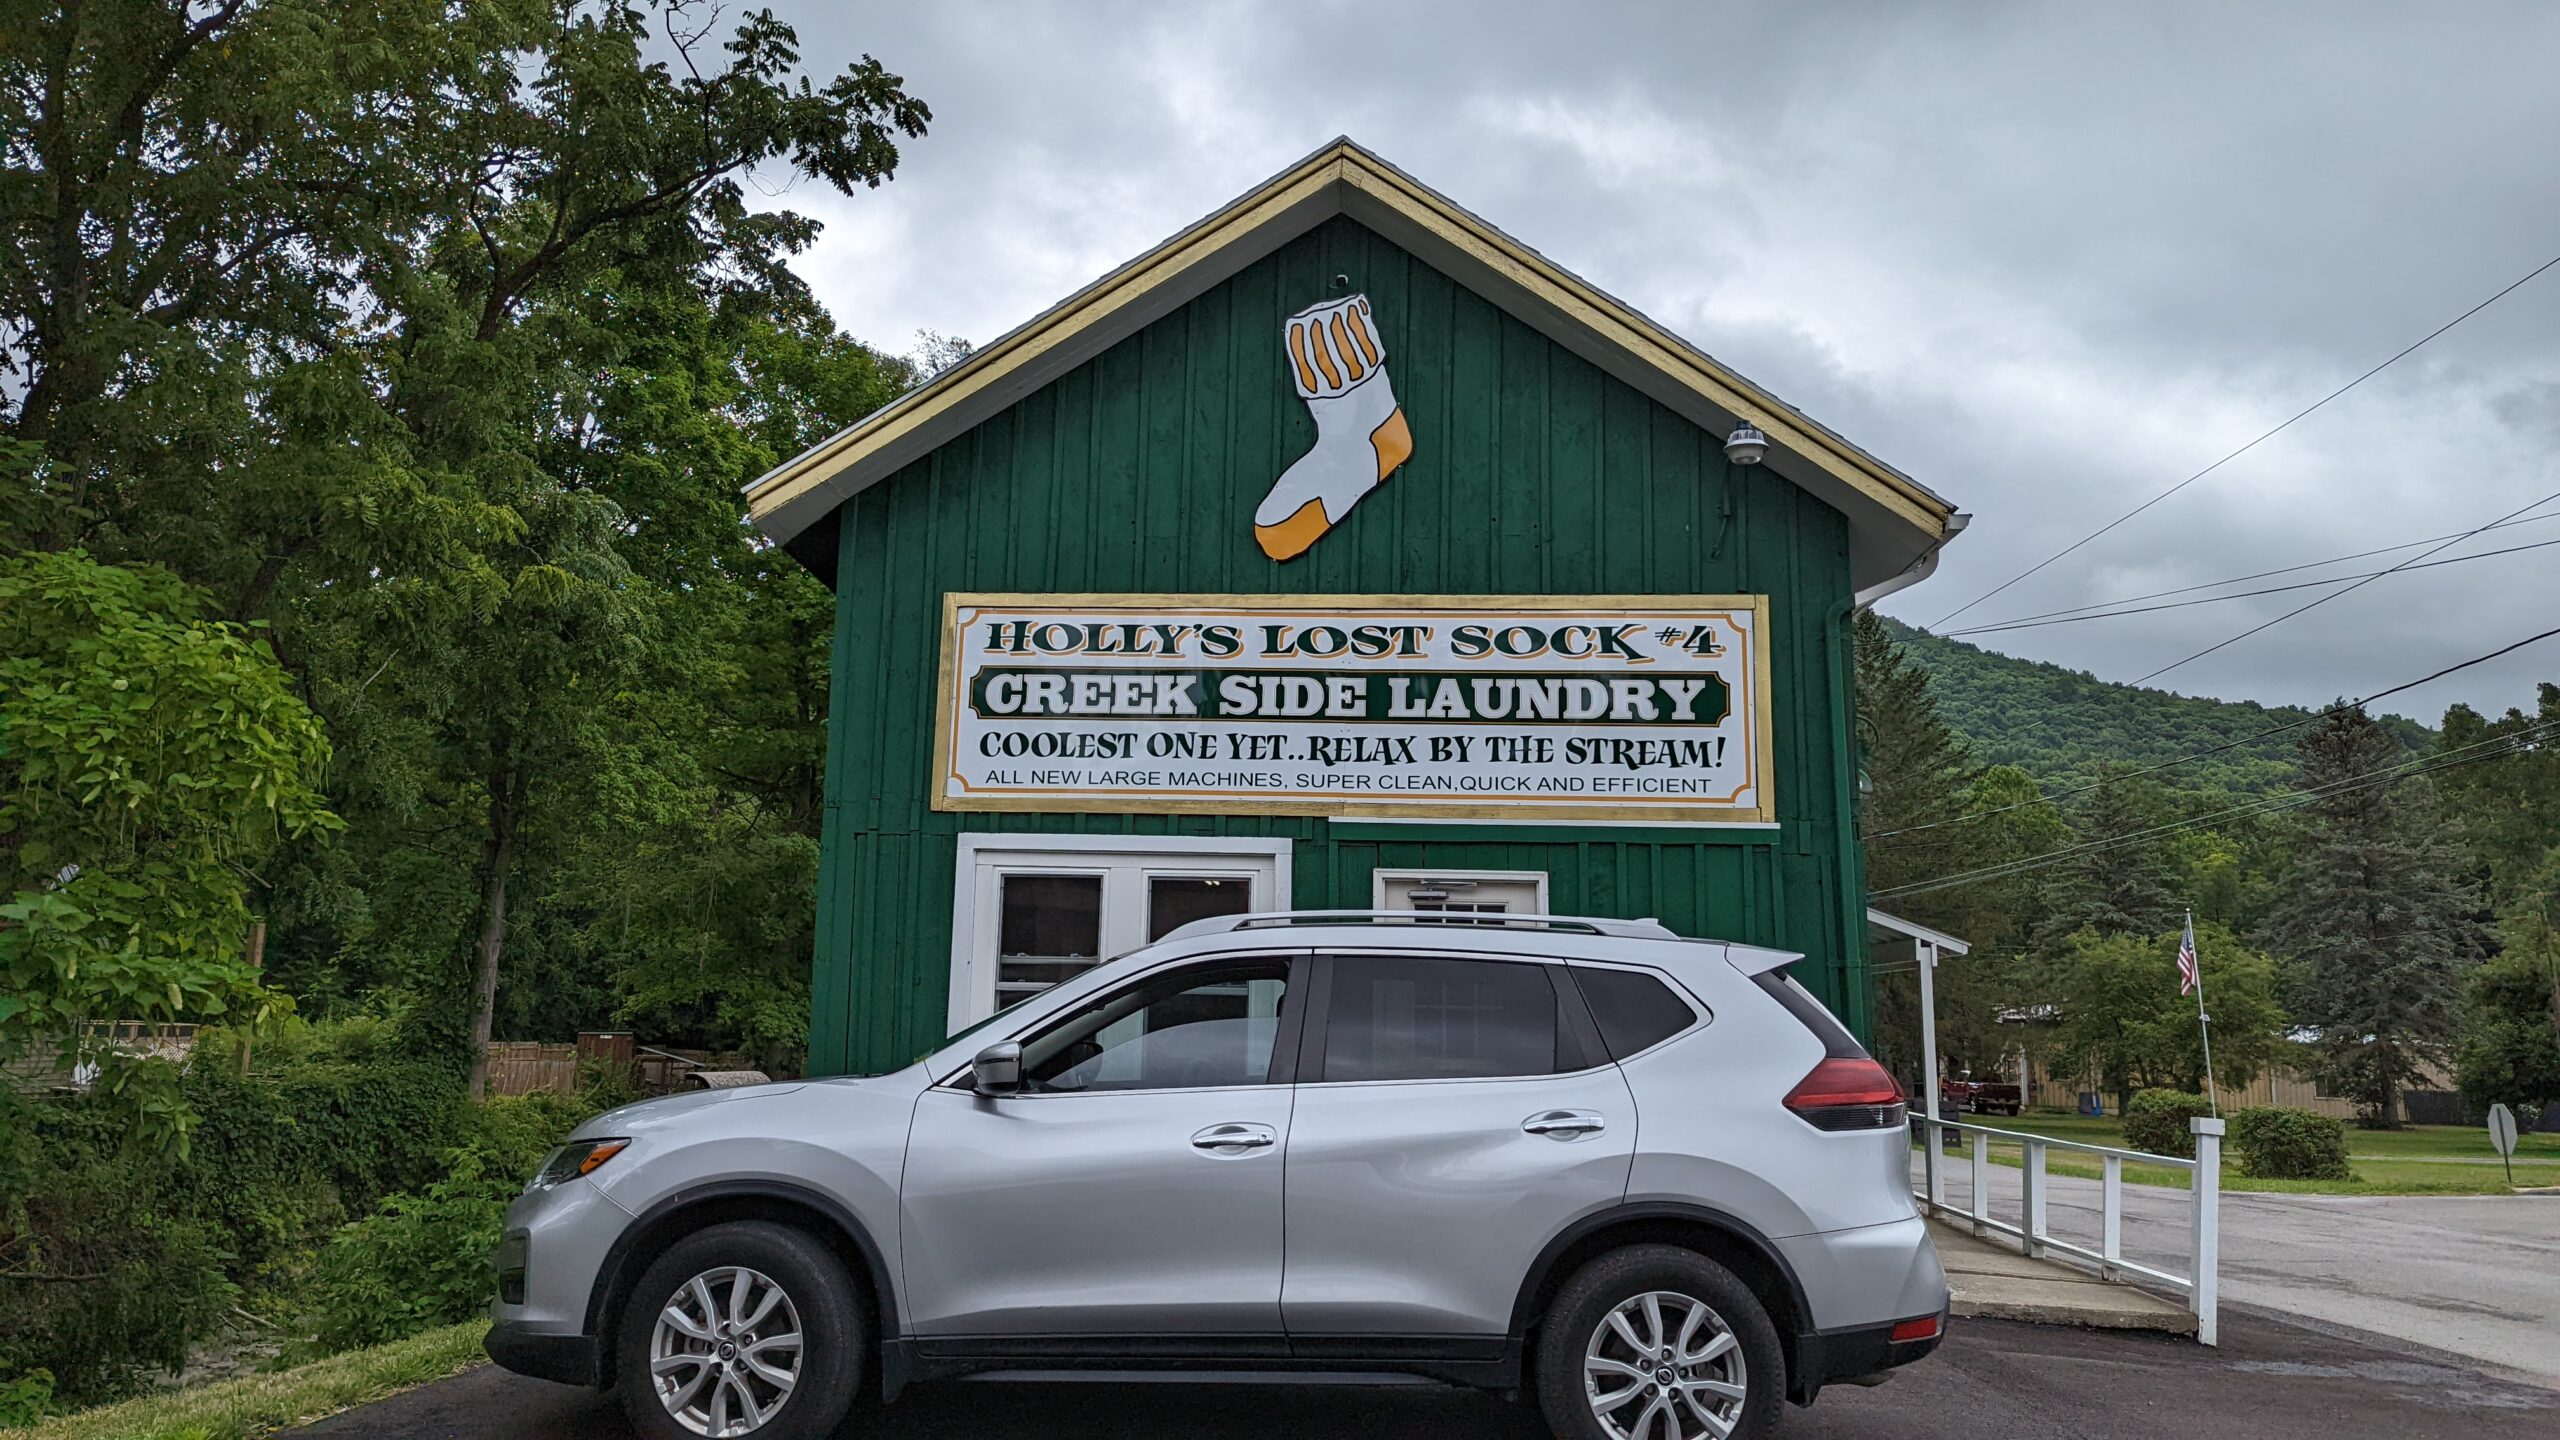 HOLLY'S LOST SOCK #4
CREEK SIDE LAUNDRY
COOLEST ONE YET..RELAX BY THE STREAM!
ALL NEW LARGE MACHINES, SUPER CLEAN,QUICK AND EFFICIENT